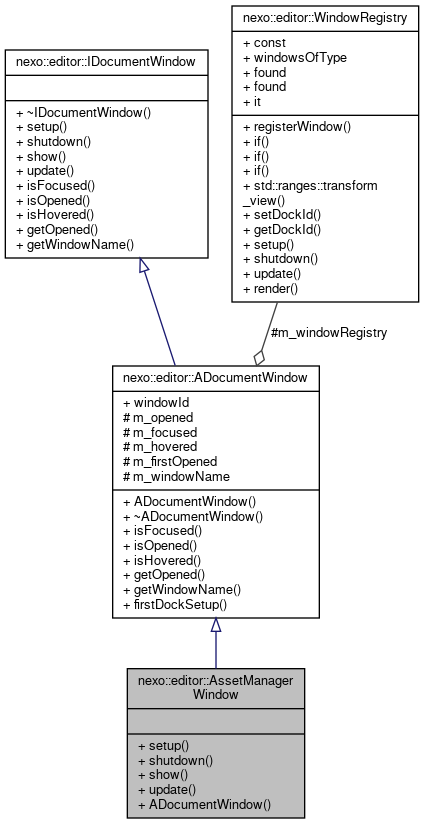 nexo::editor::IDocumentWindow
+ ~IDocumentWindow()
+ setup()
+ shutdown()
+ show()
+ update()
+ isFocused()
+ isOpened()
+ isHovered()
+ getOpened()
+ getWindowName()
nexo::editor::WindowRegistry
+ const
+ windowsOfType
+ found
+ found
+ it
+ registerWindow()
+ if()
+ if()
+ if()
+ std::ranges::transform
_view()
+ setDockId()
+ getDockId()
+ setup()
+ shutdown()
+ update()
+ render()
#m_windowRegistry
nexo::editor::ADocumentWindow
+ windowId
# m_opened
# m_focused
# m_hovered
# m_firstOpened
# m_windowName
+ ADocumentWindow()
+ ~ADocumentWindow()
+ isFocused()
+ isOpened()
+ isHovered()
+ getOpened()
+ getWindowName()
+ firstDockSetup()
nexo::editor::AssetManager
Window
+ setup()
+ shutdown()
+ show()
+ update()
+ ADocumentWindow()